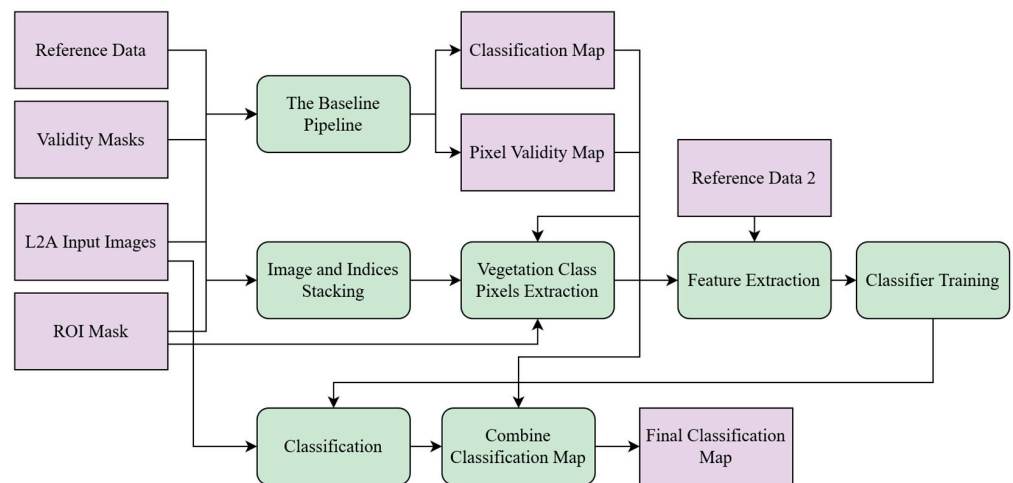 Reference Data
Classification Map
The Baseline
Pipeline
Validity Masks
Pixel Validity Map
Reference Data 2
L2A Input Images
Image and Indices
Stacking
Vegetation Class
Pixels Extraction
Feature Extraction
Classifier Training
ROI Mask
Classification
Combine
Classification Map
Final Classification
Map